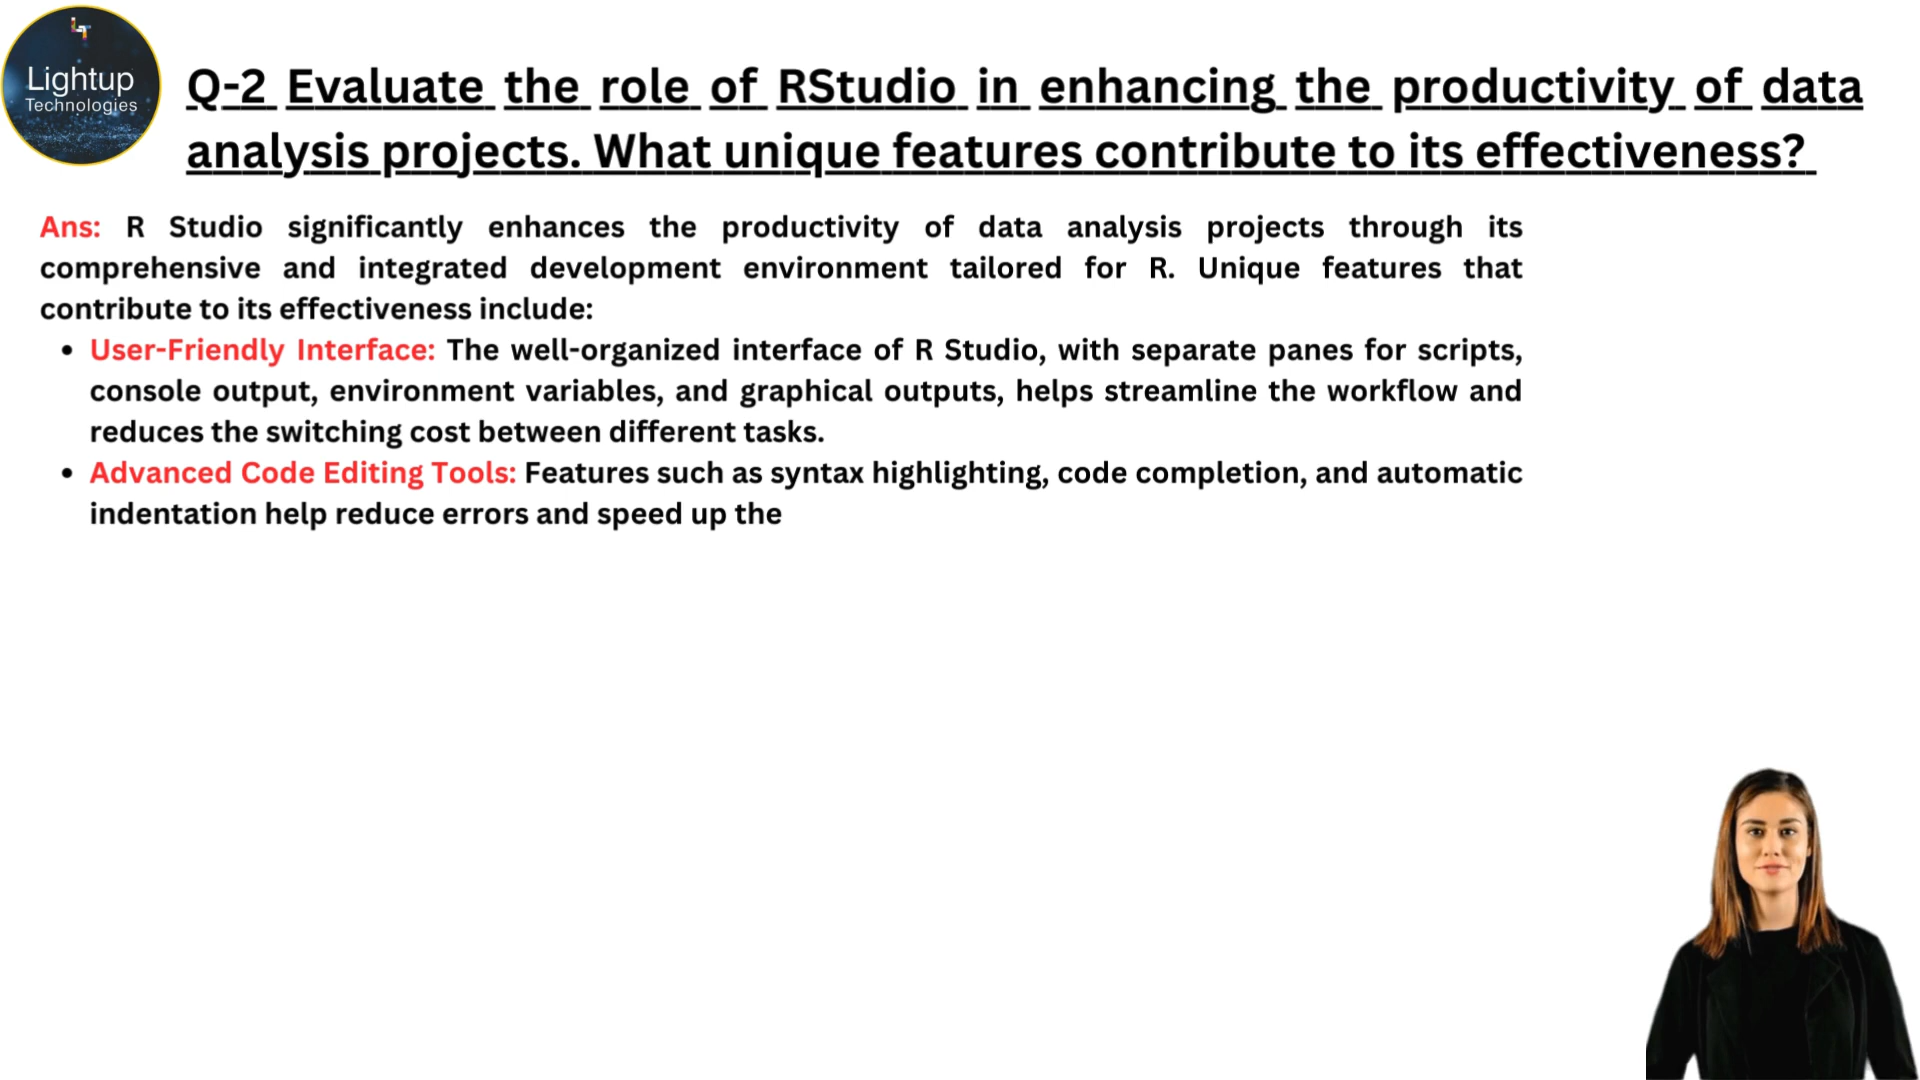 LT
Lightup
Technologies
Q-2 Evaluate the role of RStudio in enhancing the productivity of data
analysis projects. What unique features contribute to its effectiveness?
Ans: R Studio significantly enhances the productivity of data analysis projects through its
comprehensive and integrated development environment tailored for R. Unique features that
contribute to its effectiveness include:
• User-Friendly Interface: The well-organized interface of R Studio, with separate panes for scripts,
console output, environment variables, and graphical outputs, helps streamline the workflow and
reduces the switching cost between different tasks.
• Advanced Code Editing Tools: Features such as syntax highlighting, code completion, and automatic
indentation help reduce errors and speed up the